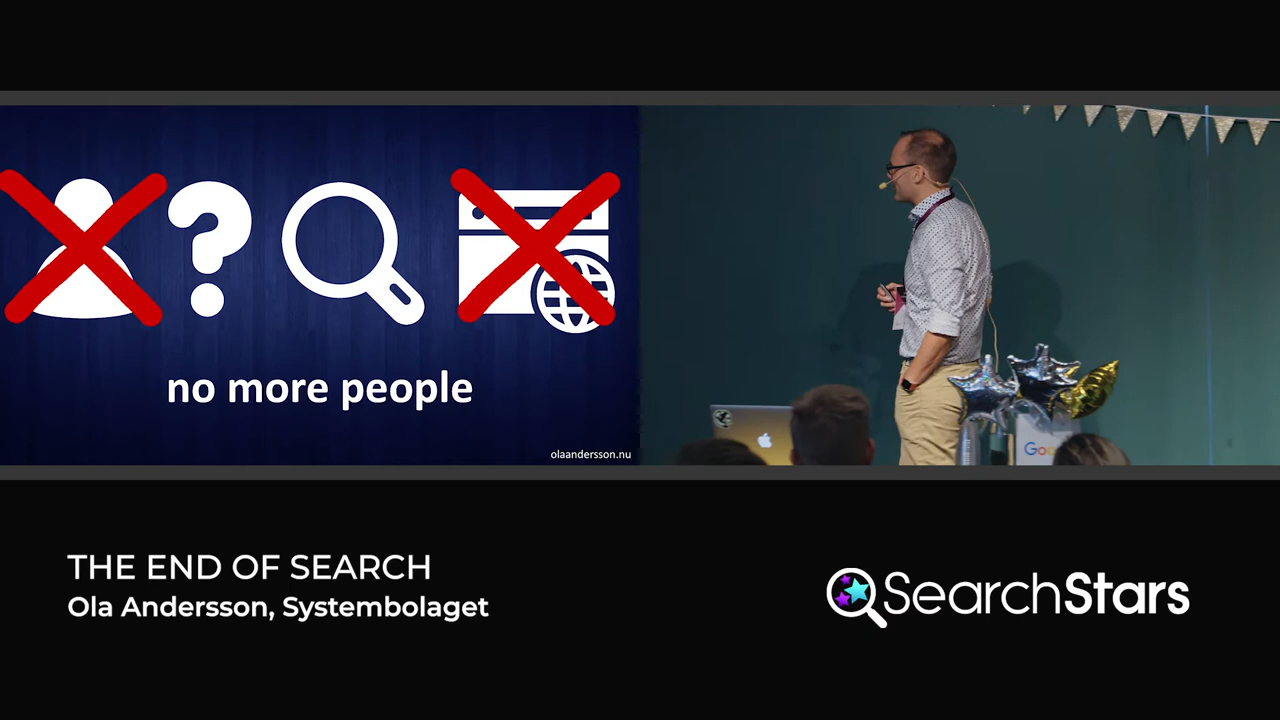 no more people
olaandersson.nu
THE END OF SEARCH
Ola Andersson, Systembolaget
SearchStars